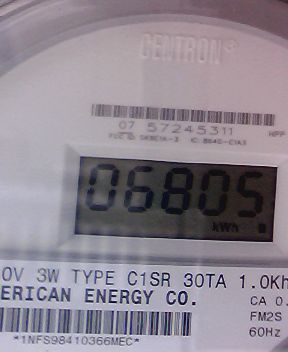 CENTRON®
07 57245311
HPP
06805
kWh
0V 3W TYPE C1SR 30TA 1.0Kh
ERICAN ENERGY CO.
CA 0.
FM2S
60Hz
*1NFS98410366MEC*